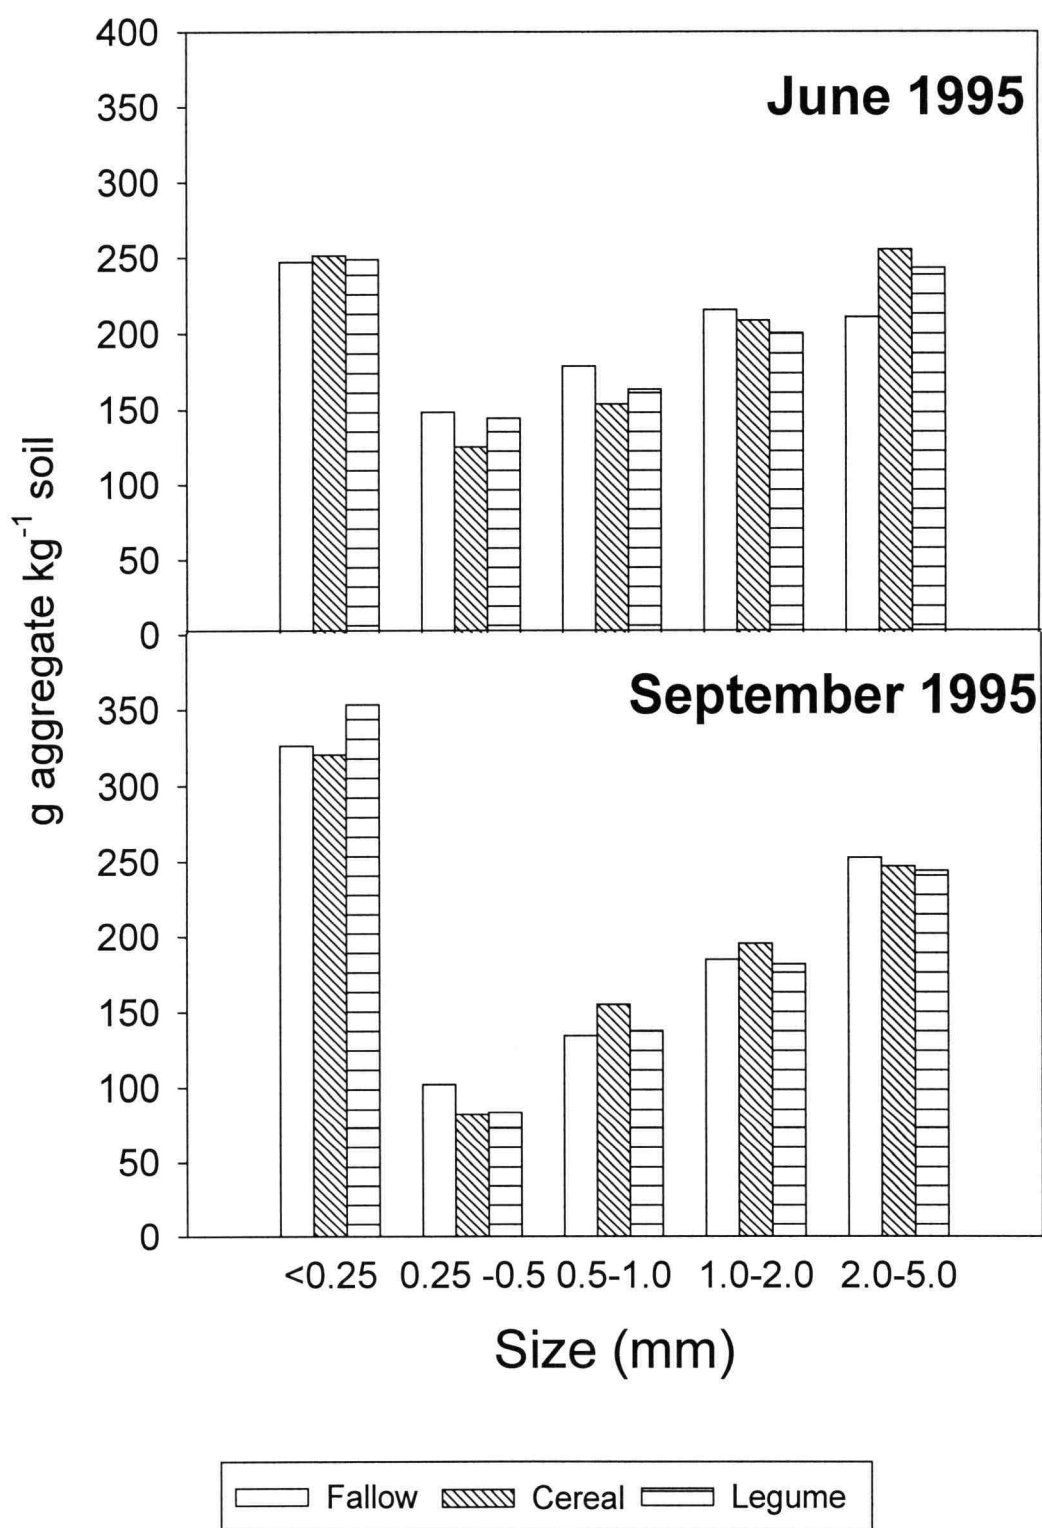 400
350
300
250
200
150
100
50
0
June 1995
350
300
250
200
150
100
50
0
September 1995
g aggregate kg⁻¹ soil
<0.25 0.25 -0.5 0.5-1.0 1.0-2.0 2.0-5.0
Size (mm)
Fallow Cereal Legume